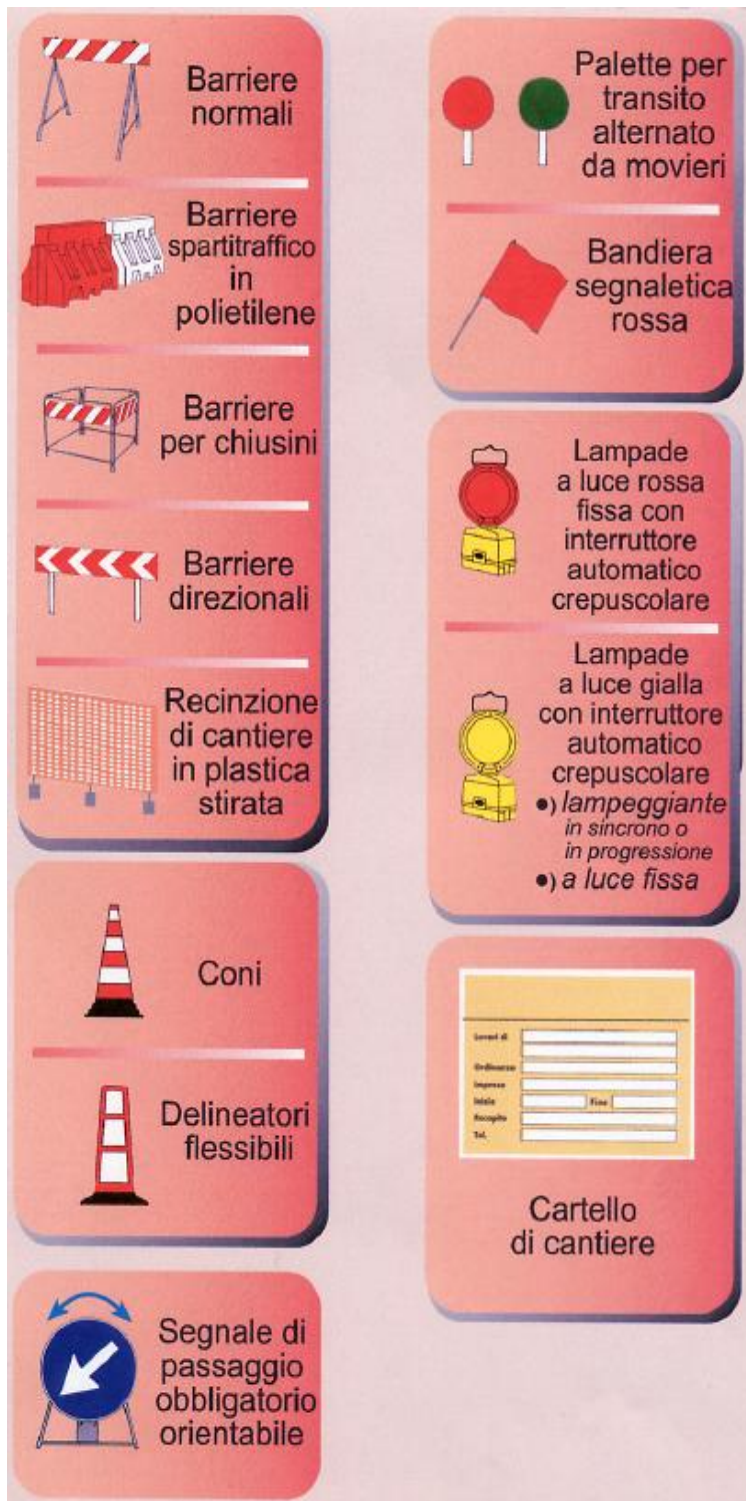 Barriere
normali
Barriere
spartitraffico
in
polietilene
Barriere
per chiusini
Barriere
direzionali
Recinzione
di cantiere
in plastica
stirata
Coni
Delineatori
flessibili
Segnale di
passaggio
obbligatorio
orientabile
Palette per
transito
alternato
da movieri
Bandiera
segnaletica
rossa
Lampade
a luce rossa
fissa con
interruttore
automatico
crepuscolare
Lampade
a luce gialla
con interruttore
automatico
crepuscolare
●) lampeggiante
in sincrono o
in progressione
●) a luce fissa
Lavori di
Ordinanza
Impresa
Inizio Fine
Recapito
Tel.
Cartello
di cantiere